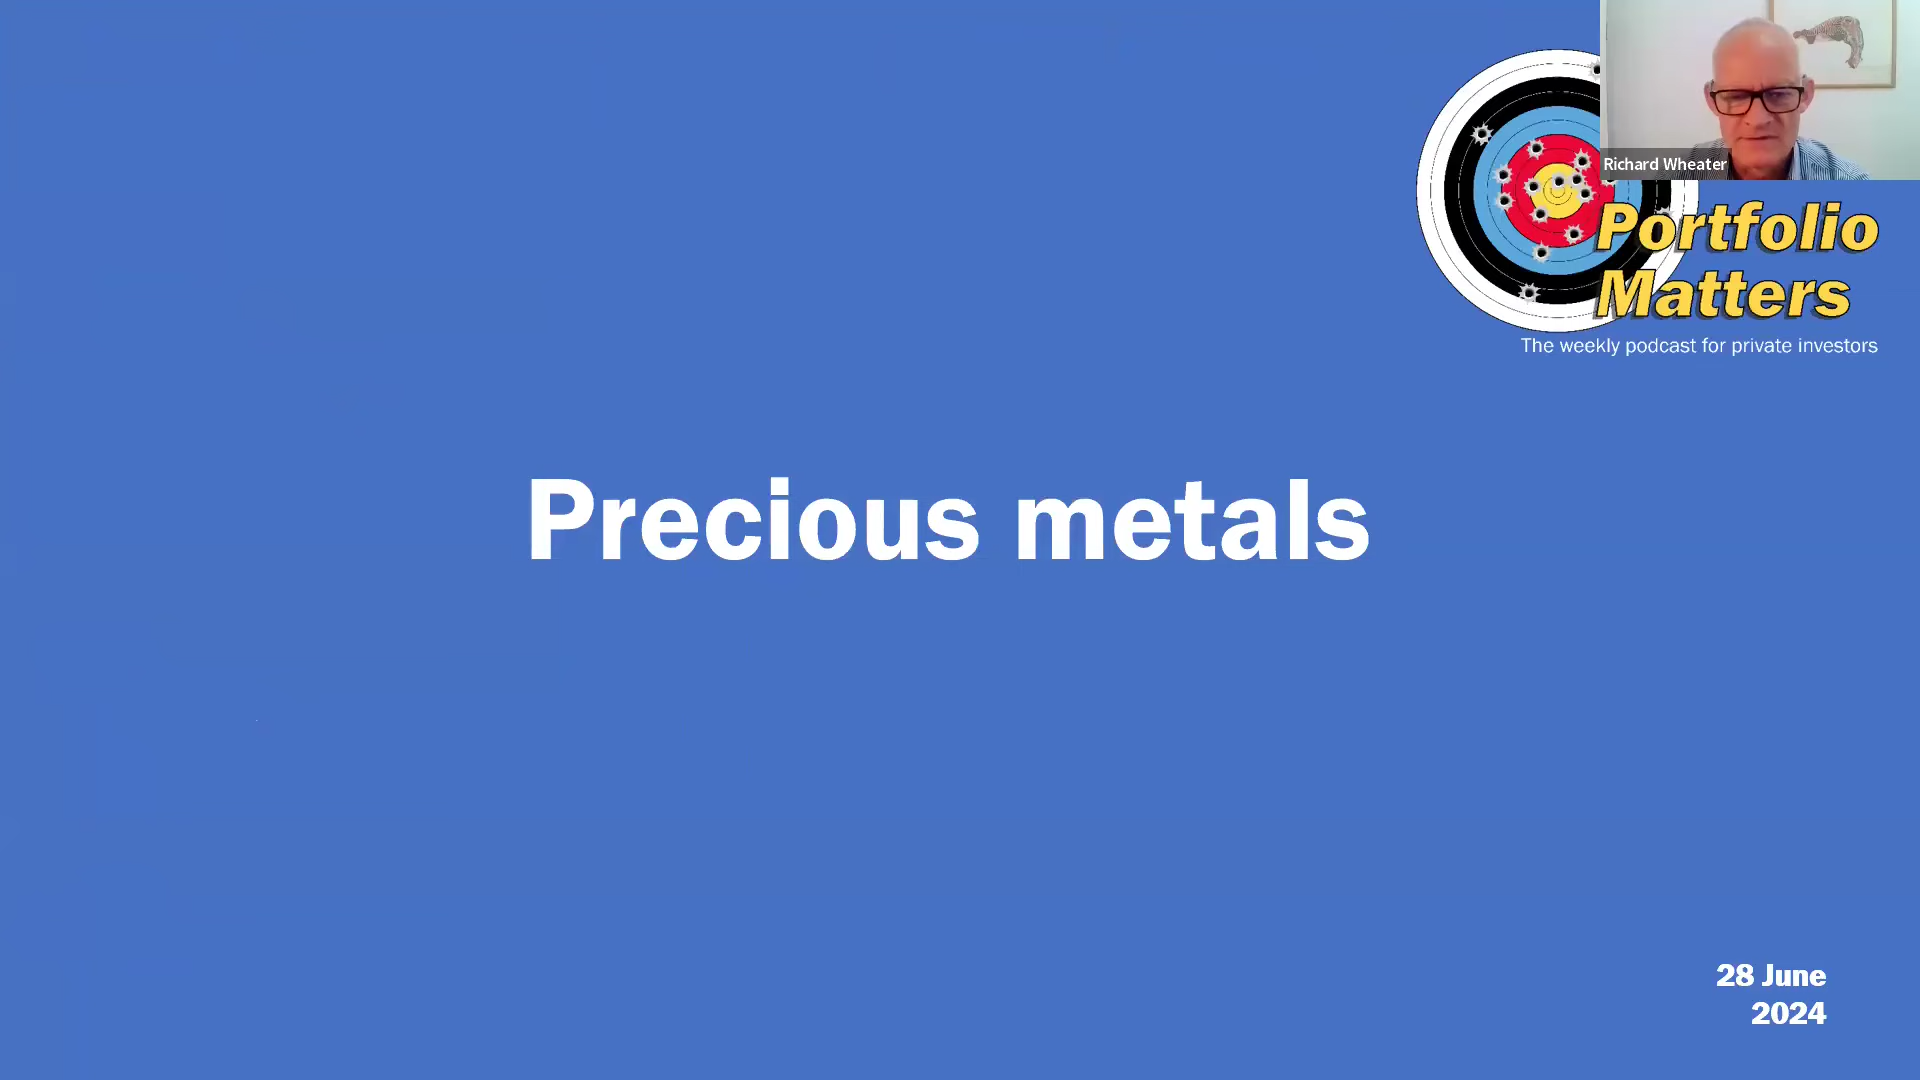 Richard Wheater
Portfolio
Matters
The weekly podcast for private investors
Precious metals
28 June
2024